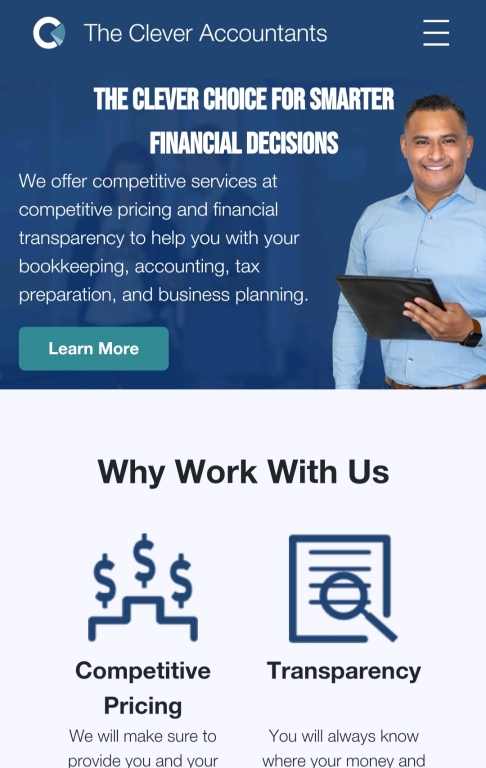 The Clever Accountants
THE CLEVER CHOICE FOR SMARTER
FINANCIAL DECISIONS
We offer competitive services at
competitive pricing and financial
transparency to help you with your
bookkeeping, accounting, tax
preparation, and business planning.
Learn More
Why Work With Us
$ $ $
Competitive
Pricing
Transparency
We will make sure to
provide you and your
You will always know
where your money and